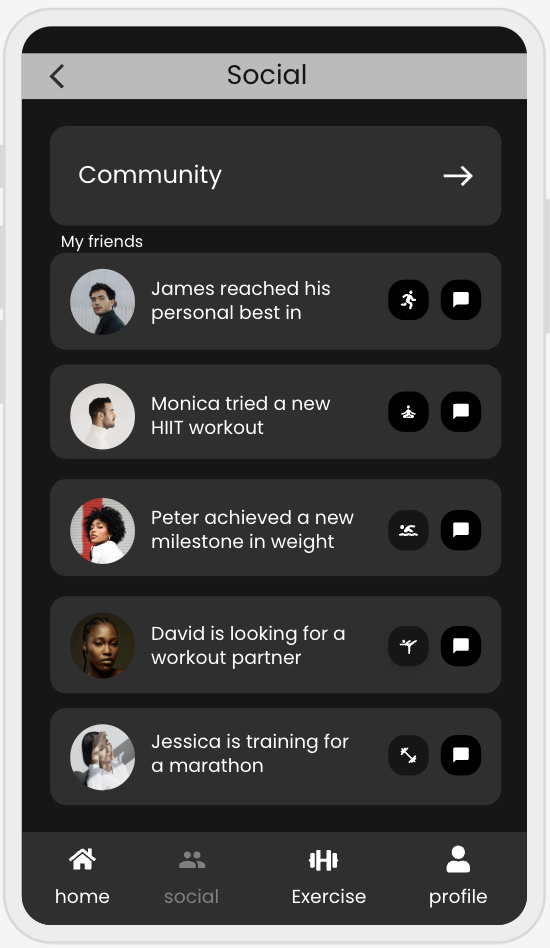 Social
Community
My friends
James reached his
personal best in
Monica tried a new
HIIT workout
Peter achieved a new
milestone in weight
David is looking for a
workout partner
Jessica is training for
a marathon
home
social
Exercise
profile